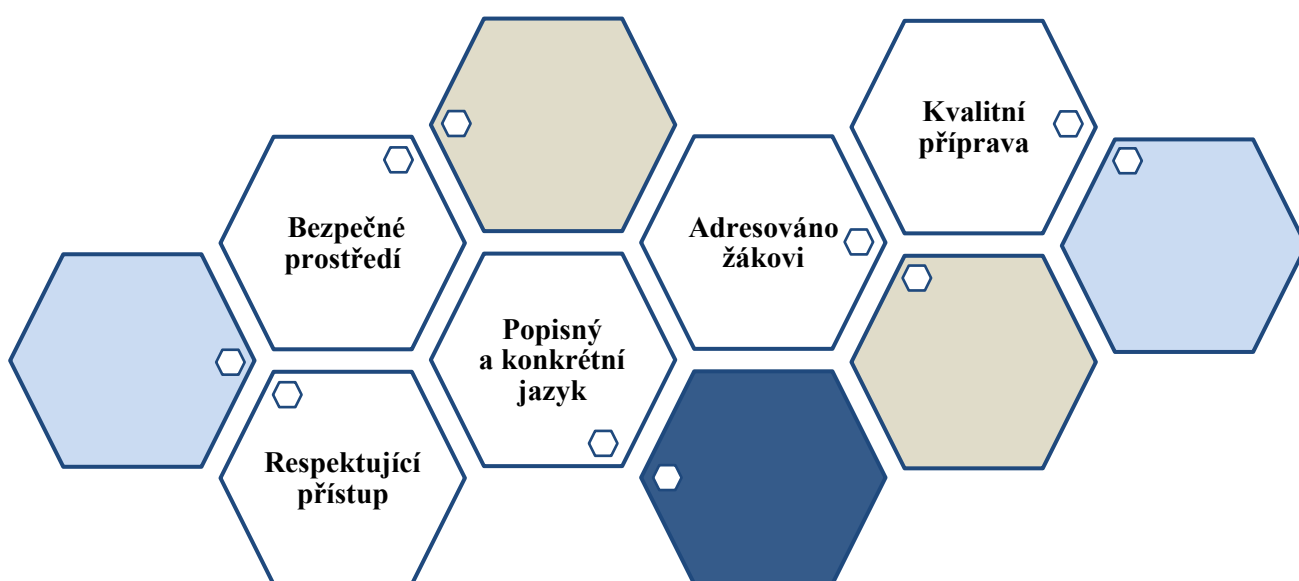 Bezpečné
prostředí
Respektující
přístup
Popisný
a konkrétní
jazyk
Adresováno
žákovi
Kvalitní
příprava